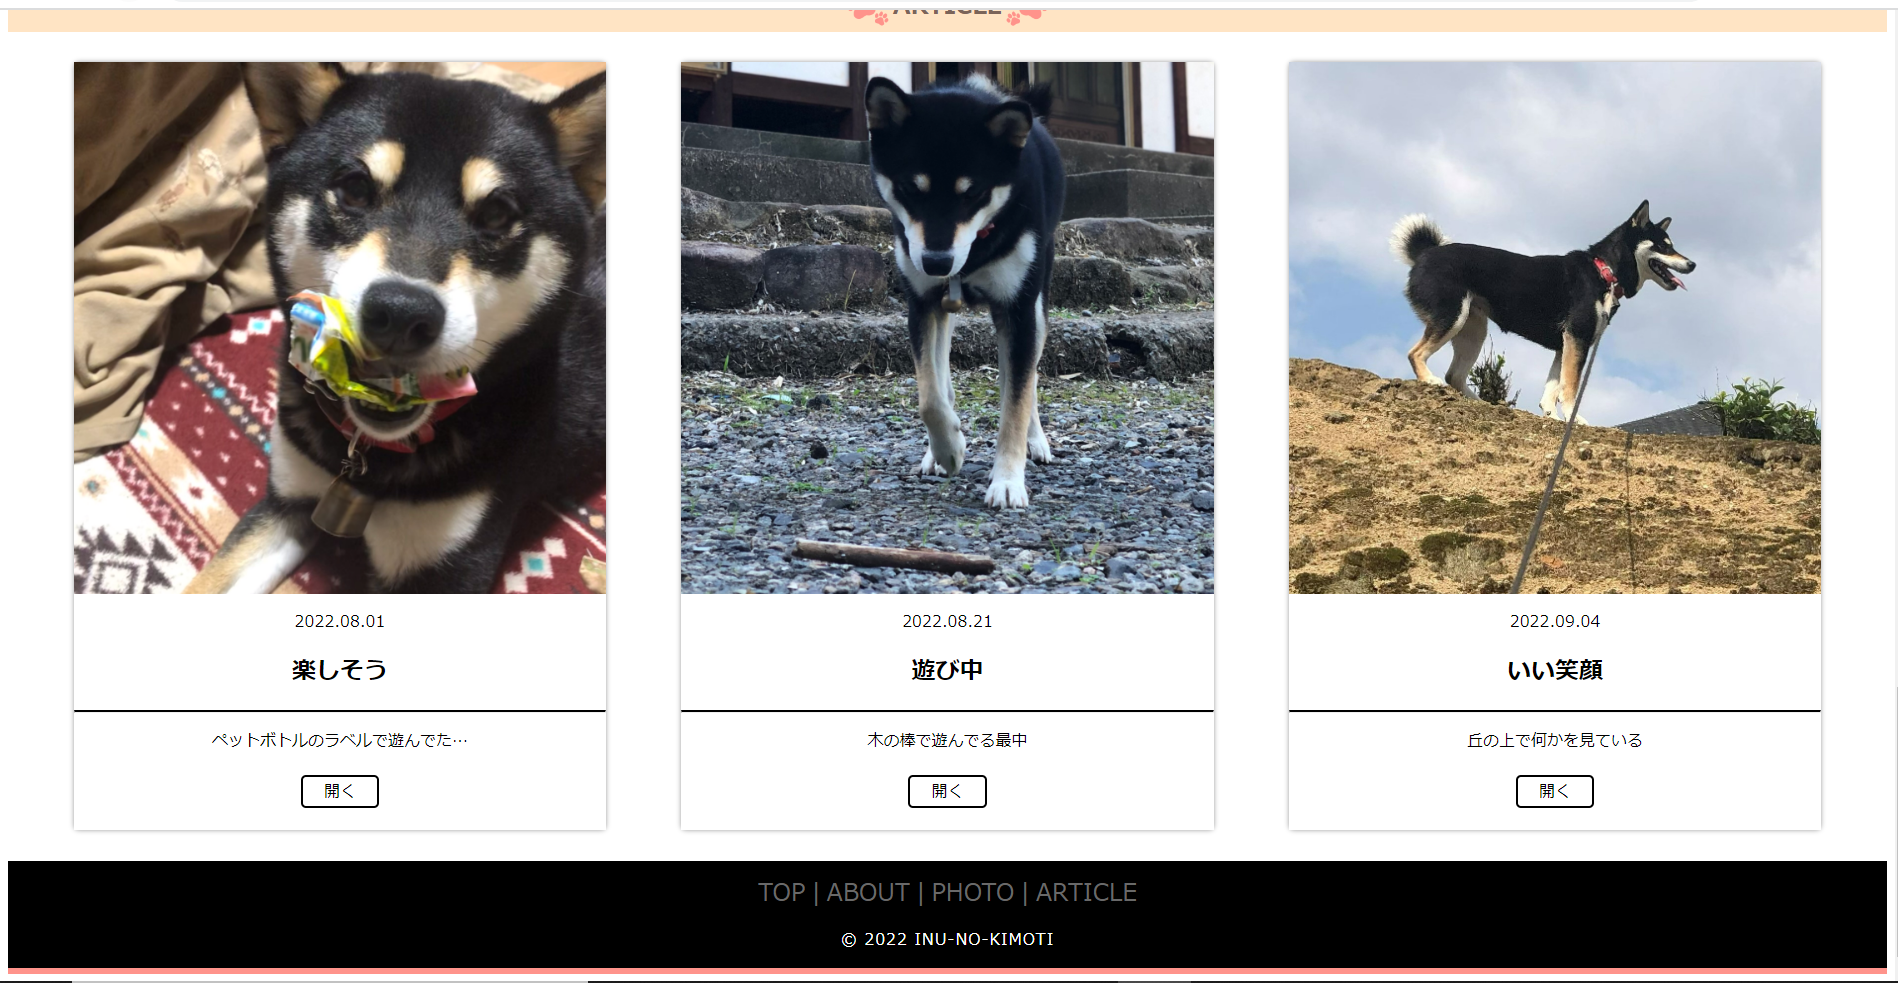 ARTICLE
2022.08.01
楽しそう
ペットボトルのラベルで遊んでた…
開く
2022.08.21
遊び中
木の棒で遊んでる最中
開く
2022.09.04
いい笑顔
丘の上で何かを見ている
開く
TOP | ABOUT | PHOTO | ARTICLE
© 2022 INU-NO-KIMOTI